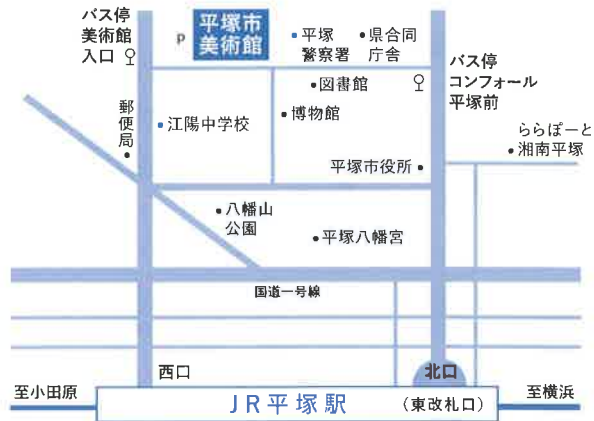 バス停
美術館
入口
P
平塚市
美術館
平塚
警察署
県合同
庁舎
バス停
コンフォール
平塚前
図書館
博物館
郵便局
江陽中学校
ららぽーと
湘南平塚
平塚市役所
八幡山
公園
平塚八幡宮
国道一号線
西口
北口
至小田原
JR平塚駅
(東改札口)
至横浜